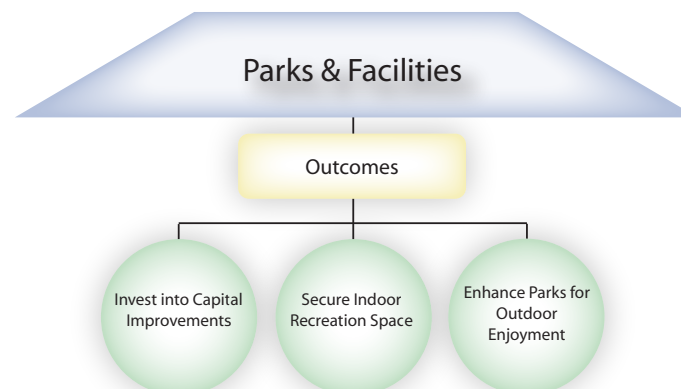 Parks & Facilities
Outcomes
Invest into Capital
Improvements
Secure Indoor
Recreation Space
Enhance Parks for
Outdoor
Enjoyment